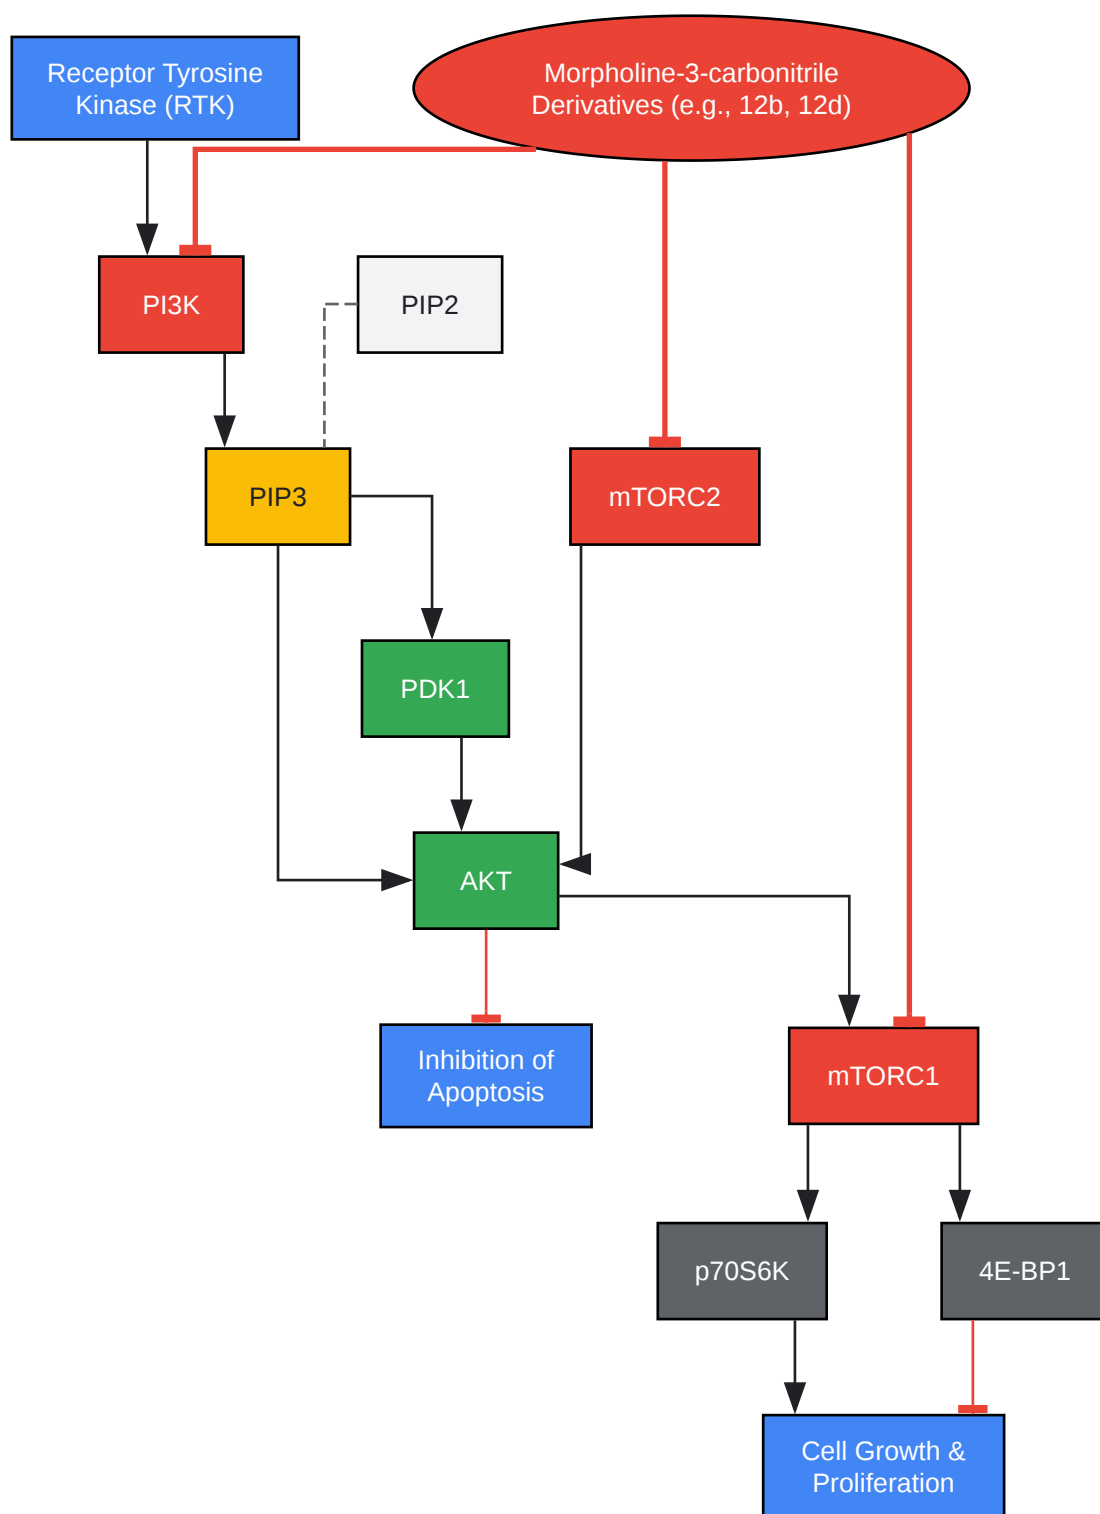 Receptor Tyrosine
Kinase (RTK)
Morpholine-3-carbonitrile
Derivatives (e.g., 12b, 12d)
PI3K
PIP2
PIP3
mTORC2
PDK1
AKT
Inhibition of
Apoptosis
mTORC1
p70S6K
4E-BP1
Cell Growth &
Proliferation